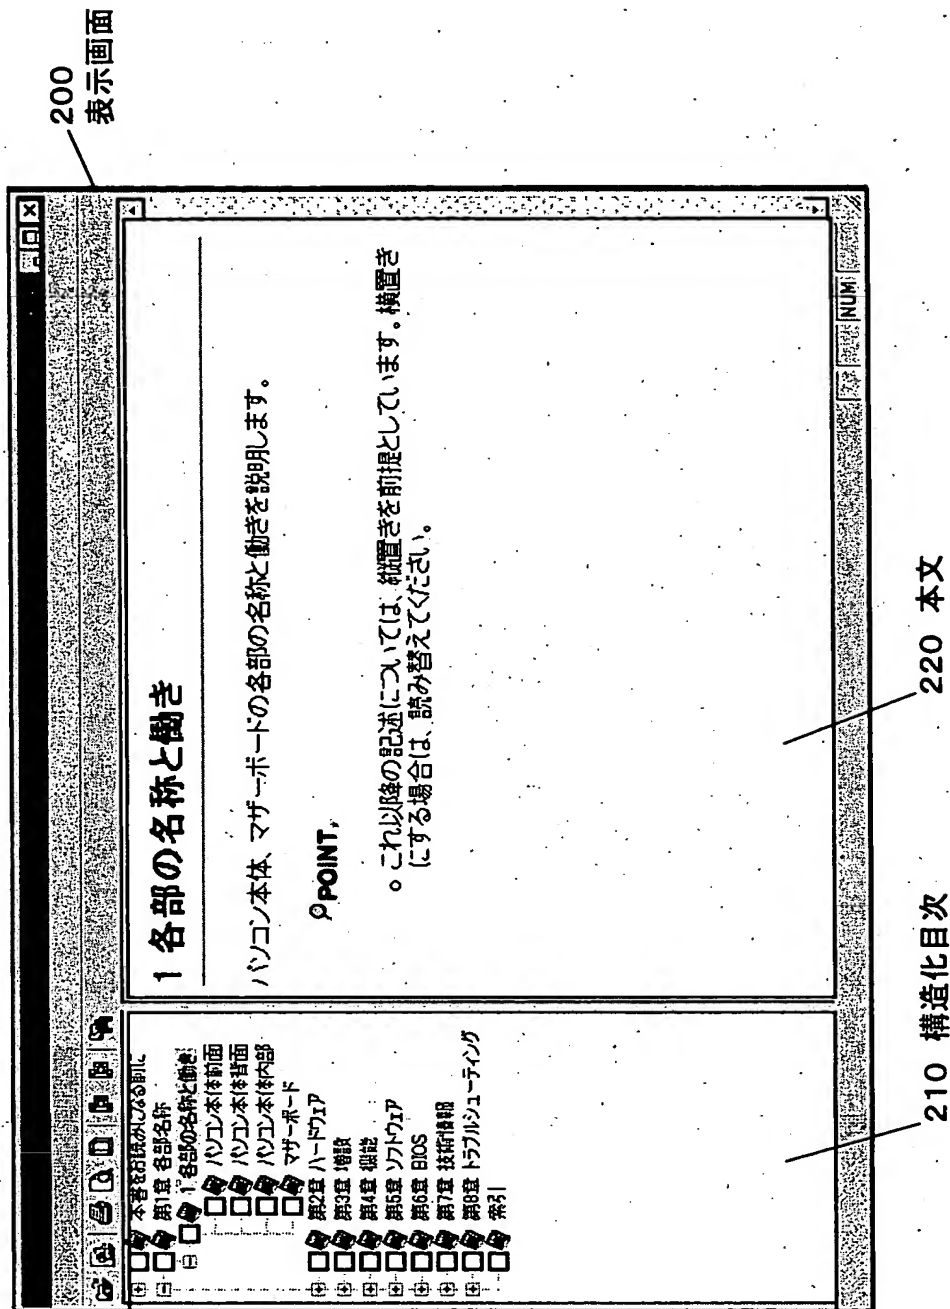 200
表示画面
本書をお読みになる前に
第1章 各部名称
1 各部の名称と働き
パソコン本体前面
パソコン本体背面
パソコン本体内部
マザーボード
第2章 ハードウェア
第3章 増設
第4章 機能
第5章 ソフトウェア
第6章 BIOS
第7章 技術情報
第8章 トラブルシューティング
索引
1 各部の名称と働き
パソコン本体、マザーボードの各部の名称と働きを説明します。
POINT
○ これ以降の記述については、縦置きを前提としています。横置き
にする場合は、読み替えてください。
NUM
210 構造化目次
220 本文